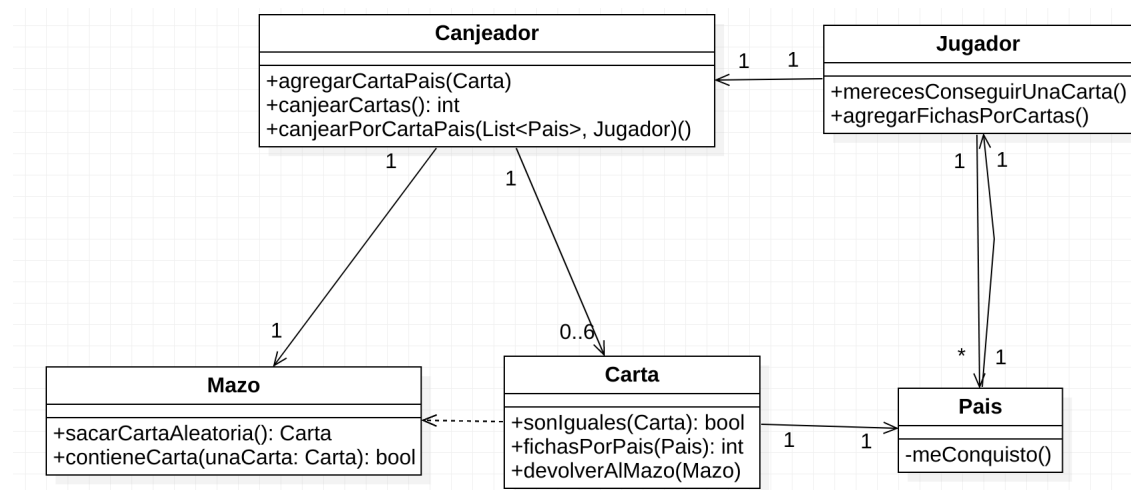 Canjeador
+agregarCartaPais(Carta)
+canjearCartas(): int
+canjearPorCartaPais(List<Pais>, Jugador)()
1
1
Jugador
+merecesConseguirUnaCarta()
+agregarFichasPorCartas()
1
1
1
1
1
0..6
*
1
Mazo
+sacarCartaAleatoria(): Carta
+contieneCarta(unaCarta: Carta): bool
Carta
+sonIguales(Carta): bool
+fichasPorPais(Pais): int
+devolverAlMazo(Mazo)
1
1
Pais
-meConquisto()